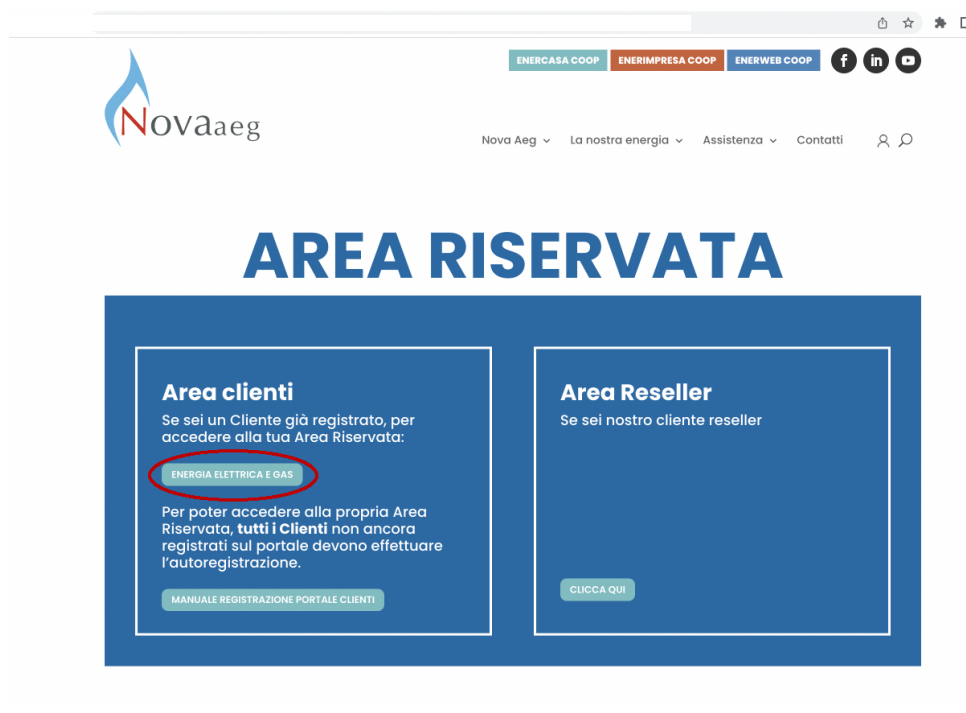 ENERCASA COOP ENERIMPRESA COOP ENERWEB COOP
Novaaeg
Nova Aeg La nostra energia Assistenza Contatti
AREA RISERVATA
Area clienti
Se sei un Cliente già registrato, per
accedere alla tua Area Riservata:
ENERGIA ELETTRICA E GAS
Per poter accedere alla propria Area
Riservata, tutti i Clienti non ancora
registrati sul portale devono effettuare
l'autoregistrazione.
MANUALE REGISTRAZIONE PORTALE CLIENTI
Area Reseller
Se sei nostro cliente reseller
CLICCA QUI